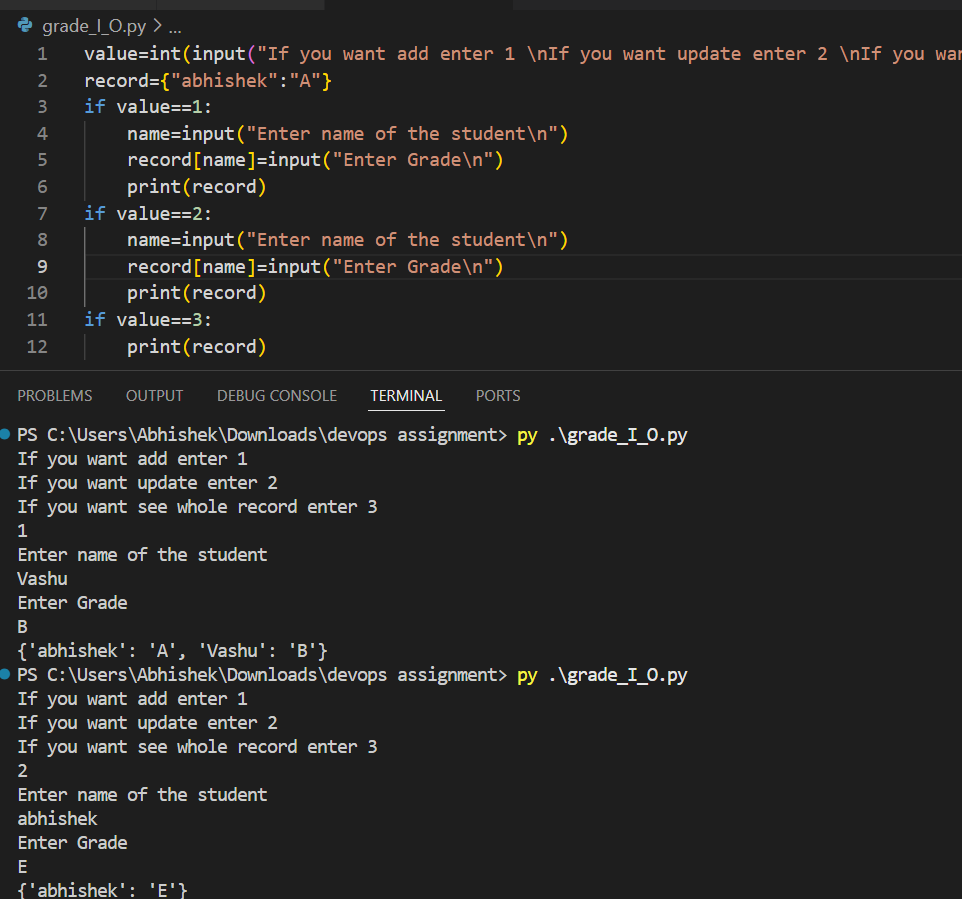 grade_I_O.py > ...
1 value=int(input("If you want add enter 1 \nIf you want update enter 2 \nIf you
2 record={"abhishek":"A"}
3 if value==1:
4 name=input("Enter name of the student\n")
5 record[name]=input("Enter Grade\n")
6 print(record)
7 if value==2:
8 name=input("Enter name of the student\n")
9 record[name]=input("Enter Grade\n")
10 print(record)
11 if value==3:
12 print(record)
PROBLEMS OUTPUT DEBUG CONSOLE TERMINAL PORTS
PS C:\Users\Abhishek\Downloads\devops assignment> py .\grade_I_O.py
If you want add enter 1
If you want update enter 2
If you want see whole record enter 3
1
Enter name of the student
Vashu
Enter Grade
B
{'abhishek': 'A', 'Vashu': 'B'}
PS C:\Users\Abhishek\Downloads\devops assignment> py .\grade_I_O.py
If you want add enter 1
If you want update enter 2
If you want see whole record enter 3
2
Enter name of the student
abhishek
Enter Grade
E
{'abhishek': 'E'}